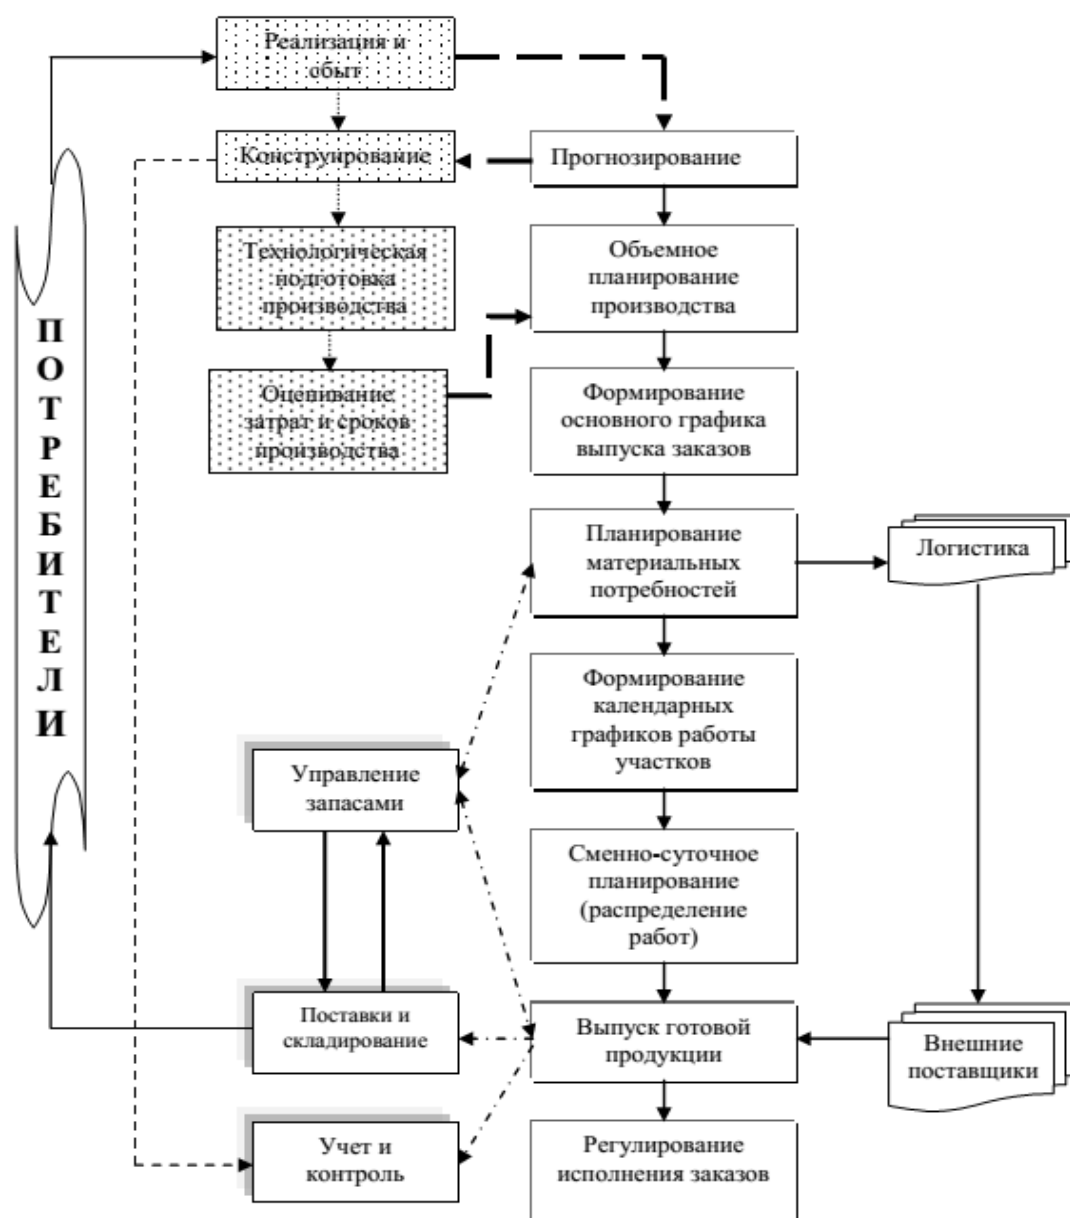 Реализация и
сбыт
Конструирование
Прогнозирование
Технологическая
подготовка
производства
Объемное
планирование
производства
Оценивание
затрат и сроков
производства
Формирование
основного графика
выпуска заказов
ПОТРЕБИТЕЛИ
Планирование
материальных
потребностей
Логистика
Формирование
календарных
графиков работы
участков
Управление
запасами
Сменно-суточное
планирование
(распределение
работ)
Поставки и
складирование
Выпуск готовой
продукции
Внешние
поставщики
Учет и
контроль
Регулирование
исполнения заказов